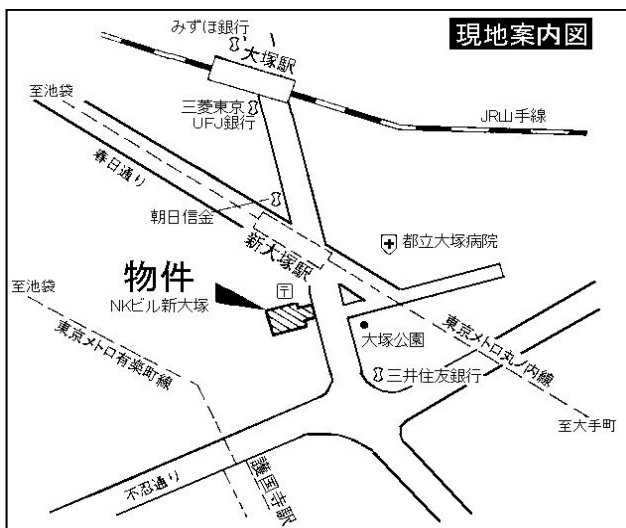 現地案内図
みずほ銀行
大塚駅
至池袋
三菱東京
UFJ銀行
JR山手線
春日通り
朝日信金
新大塚駅
都立大塚病院
物件
NKビル新大塚
〒
至池袋
東京メトロ有楽町線
大塚公園
東京メトロ丸ノ内線
三井住友銀行
至大手町
不忍通り
護国寺駅